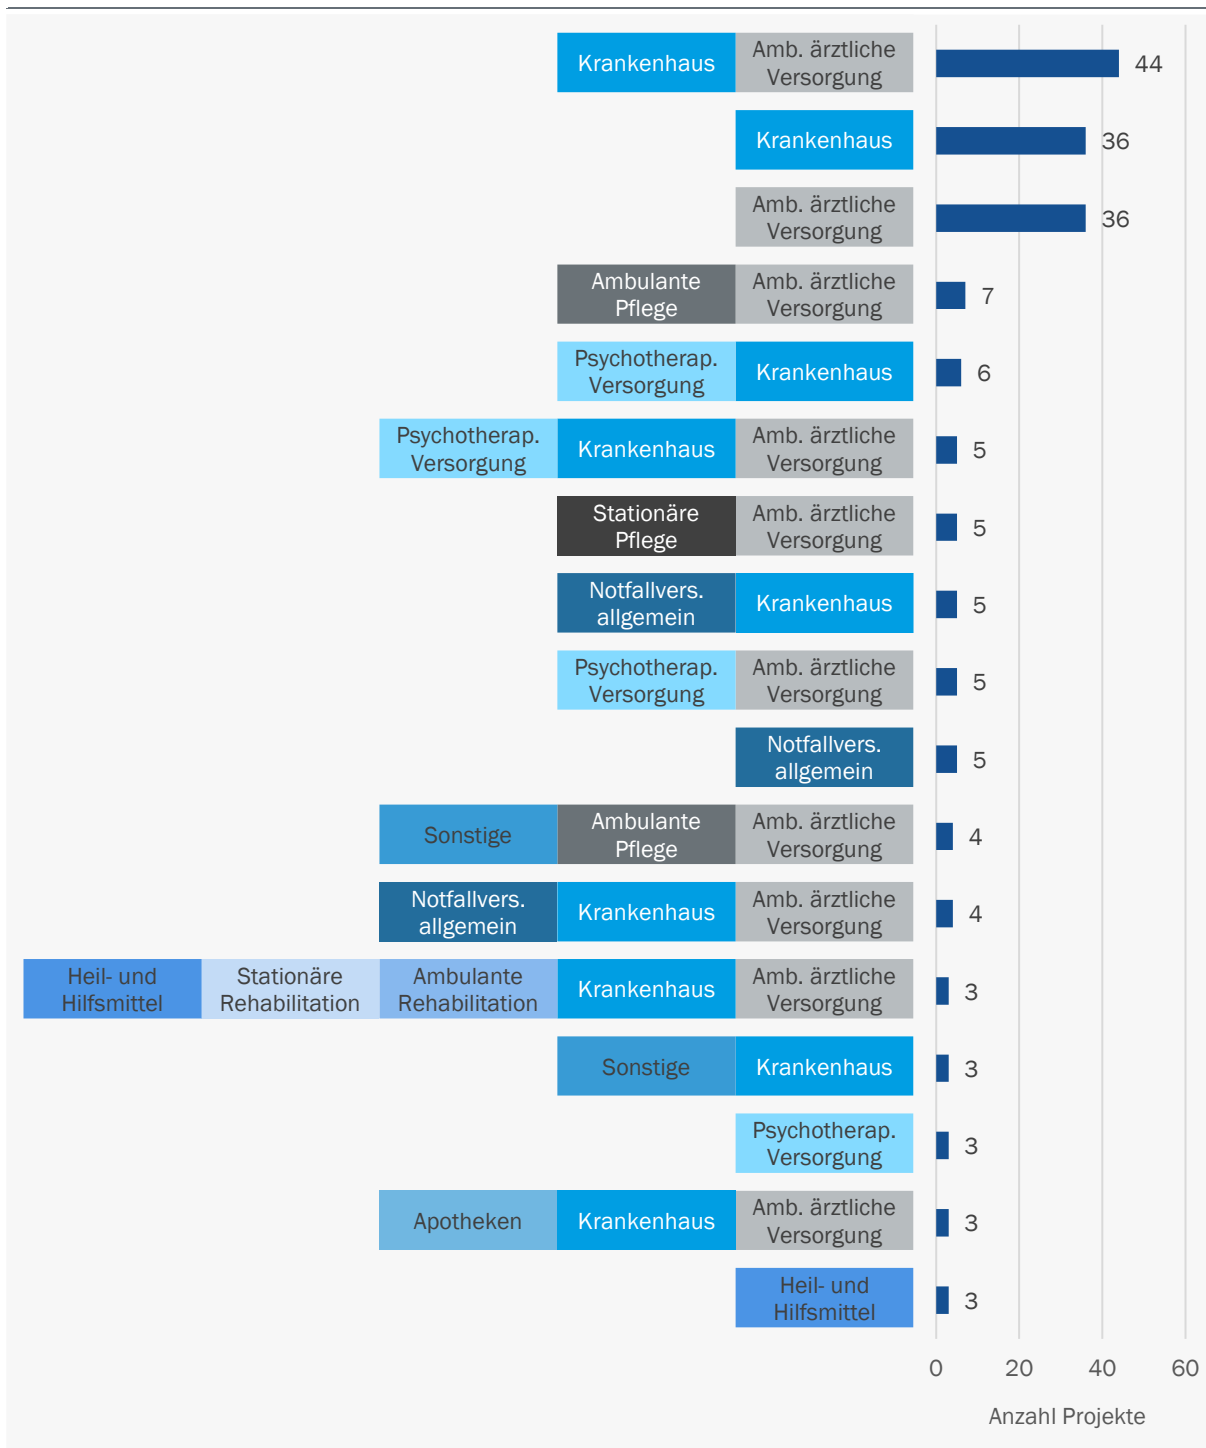 Krankenhaus
Amb. ärztliche
Versorgung
44
Krankenhaus
36
Amb. ärztliche
Versorgung
36
Ambulante
Pflege
Amb. ärztliche
Versorgung
7
Psychotherap.
Versorgung
Krankenhaus
6
Psychotherap.
Versorgung
Krankenhaus
Amb. ärztliche
Versorgung
5
Stationäre
Pflege
Amb. ärztliche
Versorgung
5
Notfallvers.
allgemein
Krankenhaus
5
Psychotherap.
Versorgung
Amb. ärztliche
Versorgung
5
Notfallvers.
allgemein
5
Sonstige
Ambulante
Pflege
Amb. ärztliche
Versorgung
4
Notfallvers.
allgemein
Krankenhaus
Amb. ärztliche
Versorgung
4
Heil- und
Hilfsmittel
Stationäre
Rehabilitation
Ambulante
Rehabilitation
Krankenhaus
Amb. ärztliche
Versorgung
3
Sonstige
Krankenhaus
3
Psychotherap.
Versorgung
3
Apotheken
Krankenhaus
Amb. ärztliche
Versorgung
3
Heil- und
Hilfsmittel
3
0 20 40 60
Anzahl Projekte